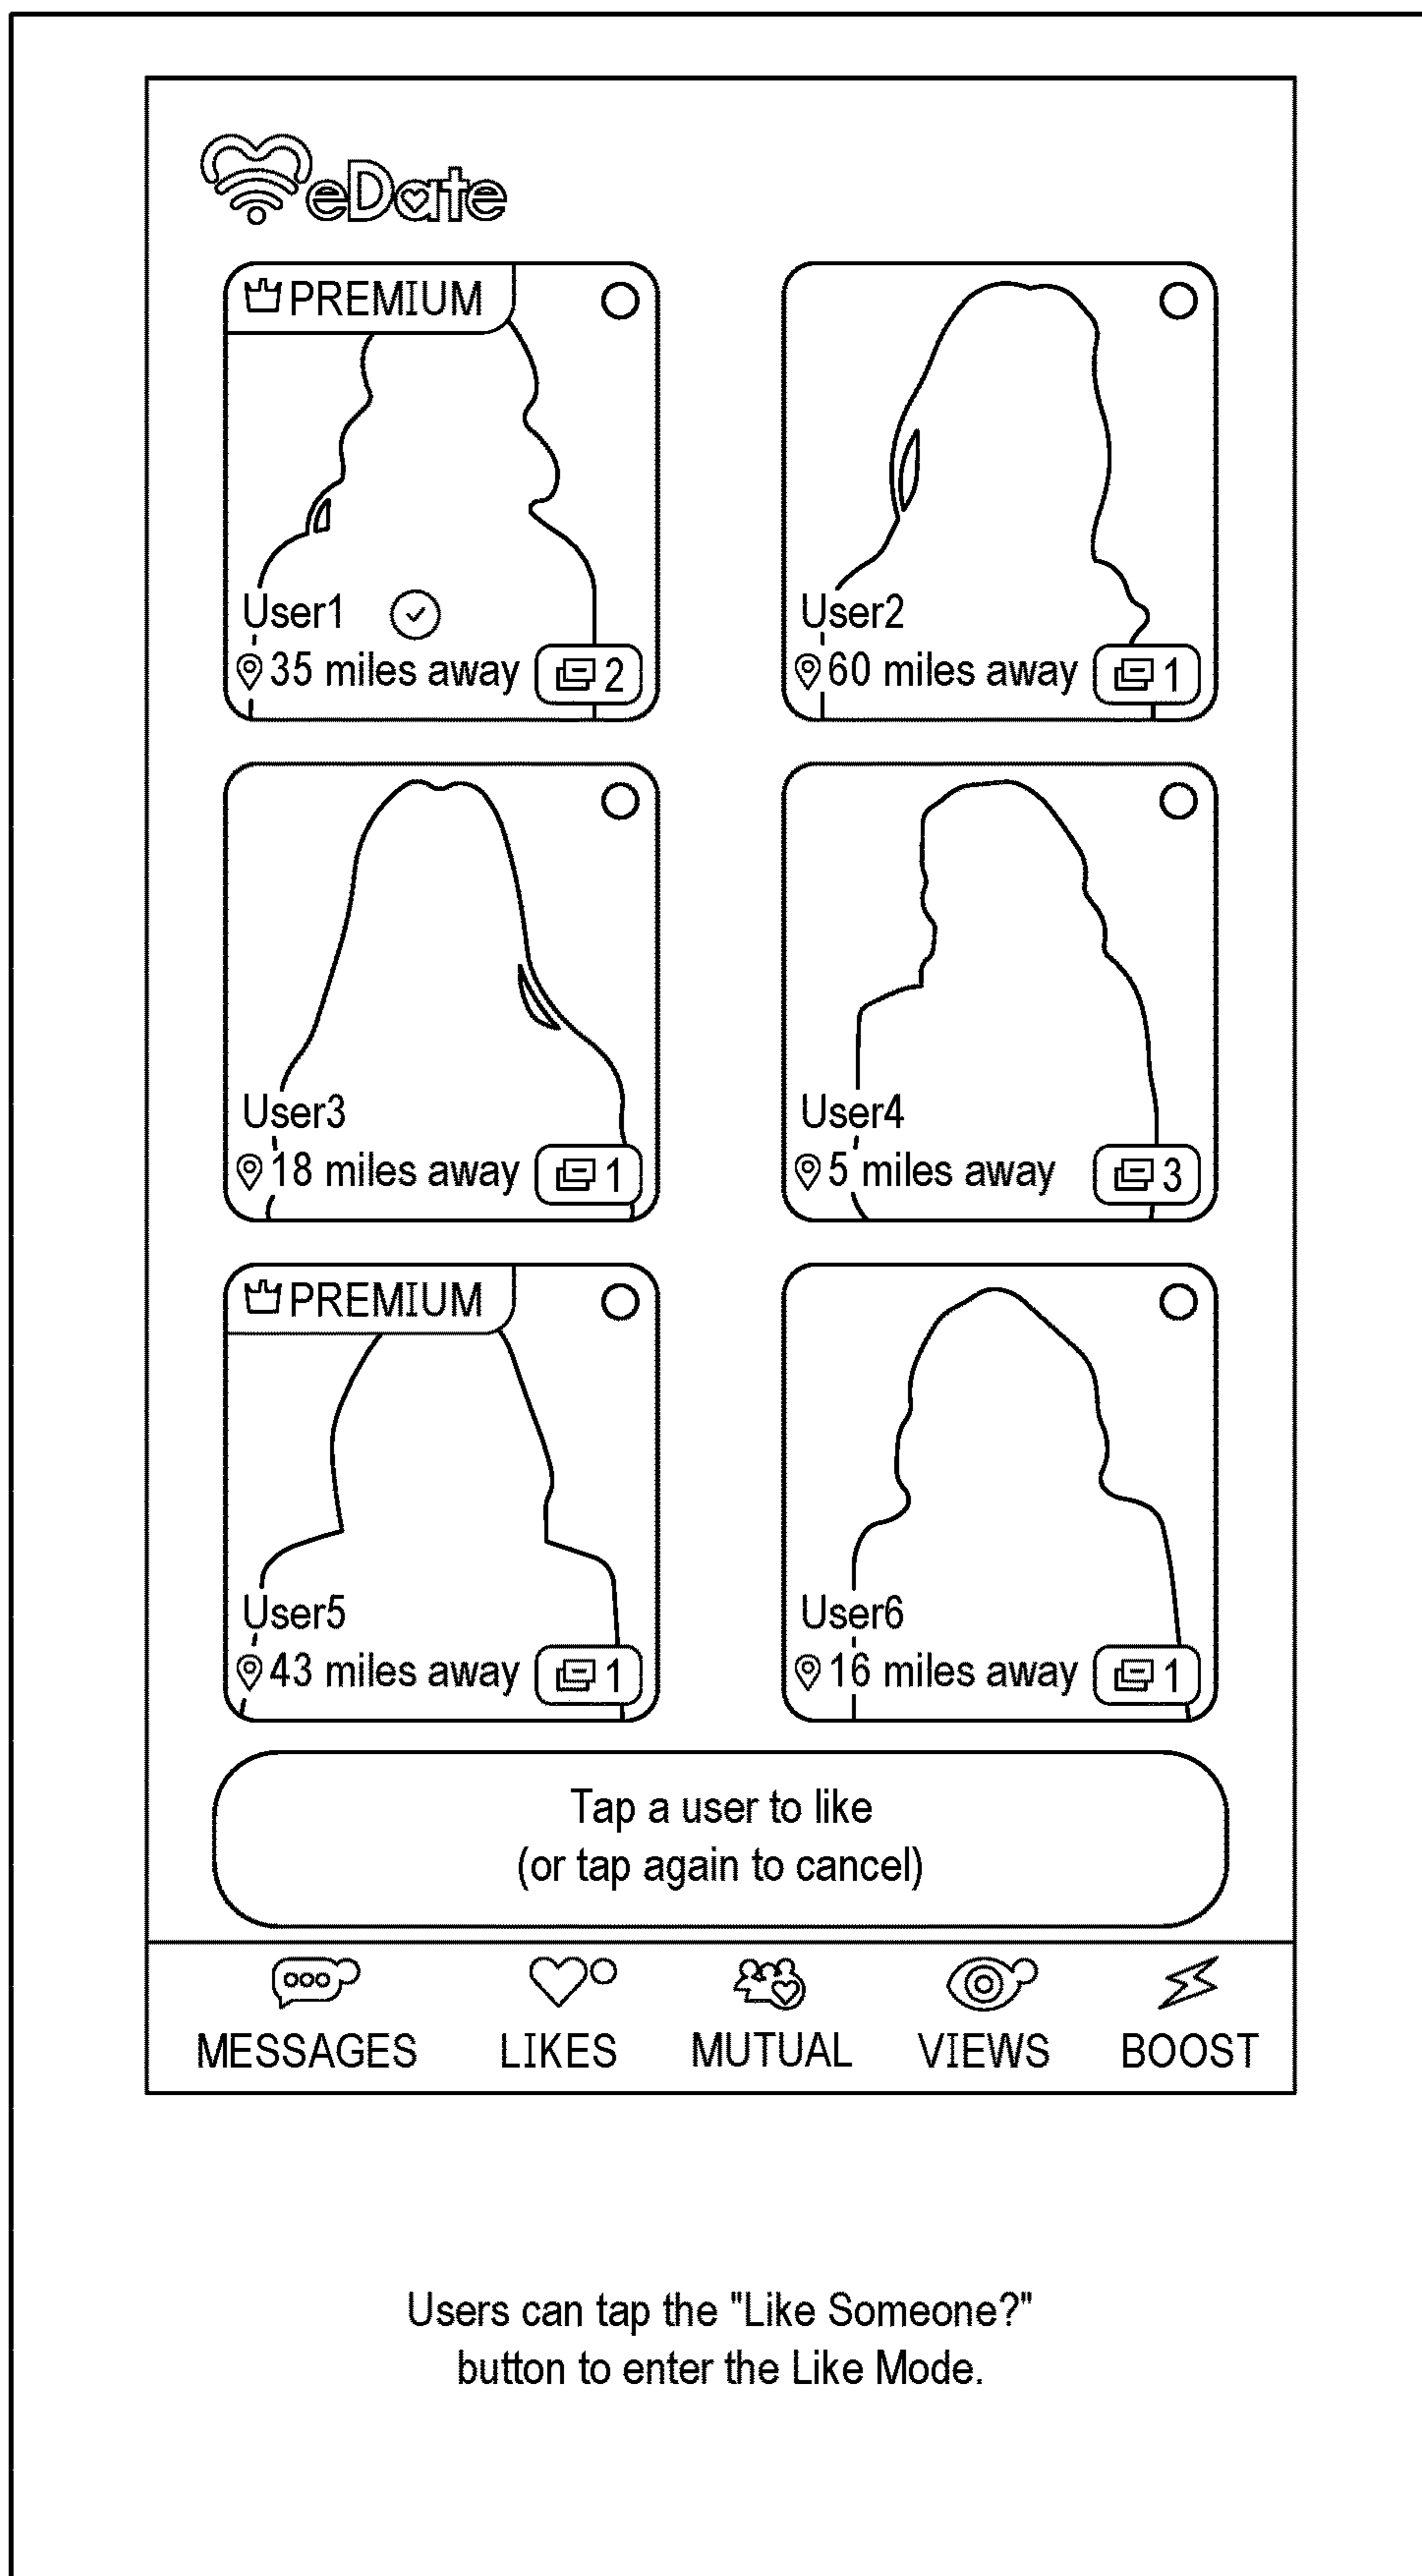 eDate
PREMIUM
User1
35 miles away 2
User2
60 miles away 1
User3
18 miles away 1
User4
5 miles away 3
PREMIUM
User5
43 miles away 1
User6
16 miles away 1
Tap a user to like
(or tap again to cancel)
MESSAGES LIKES MUTUAL VIEWS BOOST
Users can tap the "Like Someone?"
button to enter the Like Mode.